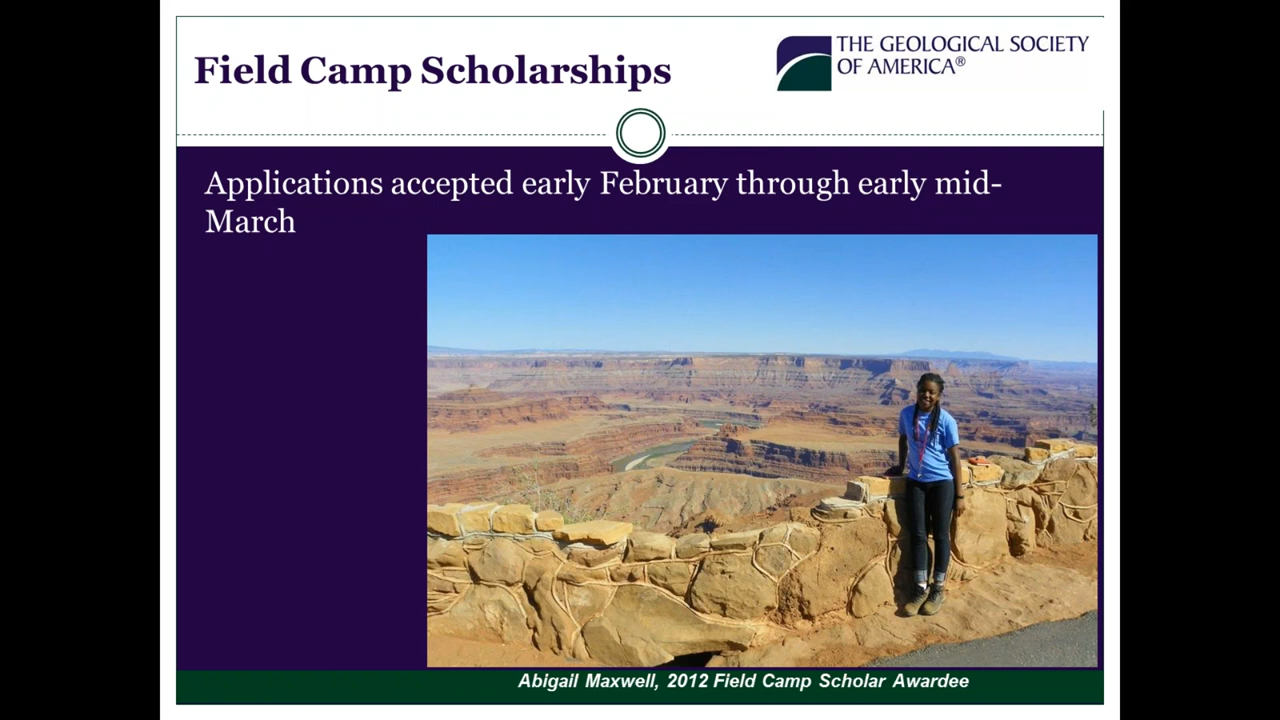 Field Camp Scholarships
THE GEOLOGICAL SOCIETY
OF AMERICA®
Applications accepted early February through early mid-
March
Abigail Maxwell, 2012 Field Camp Scholar Awardee